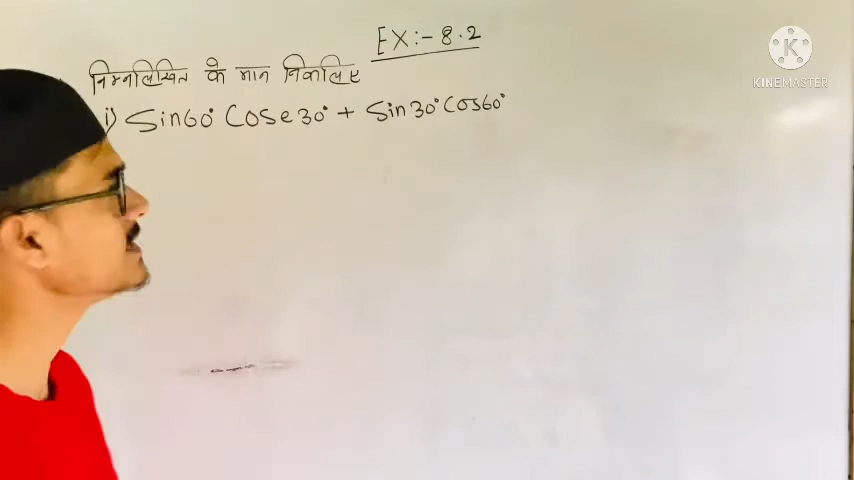 EX:- 8.2
निम्नलिखित के मान निकालिए
i) Sin60° Cose30° + Sin30° Cos60°
K
KINEMASTER